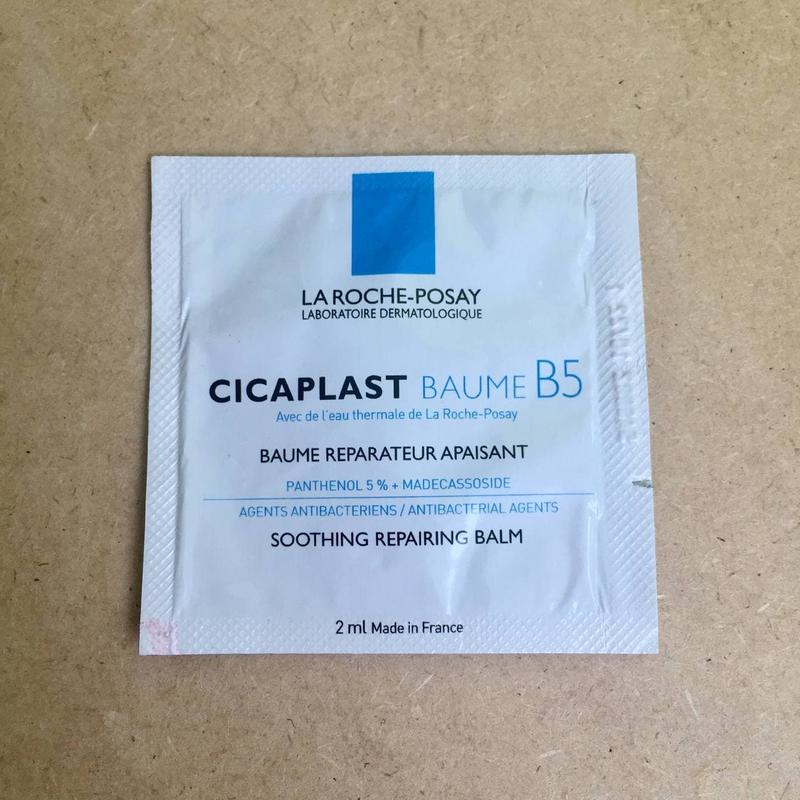 LA ROCHE-POSAY
LABORATOIRE DERMATOLOGIQUE
CICAPLAST BAUME B5
Avec de l'eau thermale de La Roche-Posay
BAUME REPARATEUR APAISANT
PANTHENOL 5 % + MADECASSOSIDE
AGENTS ANTIBACTERIENS / ANTIBACTERIAL AGENTS
SOOTHING REPAIRING BALM
2 ml Made in France